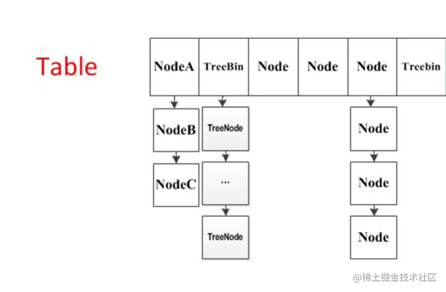 Table
NodeA TreeBin Node Node Node Treebin
NodeB TreeNode Node
NodeC ... Node
TreeNode Node
@稀土掘金技术社区